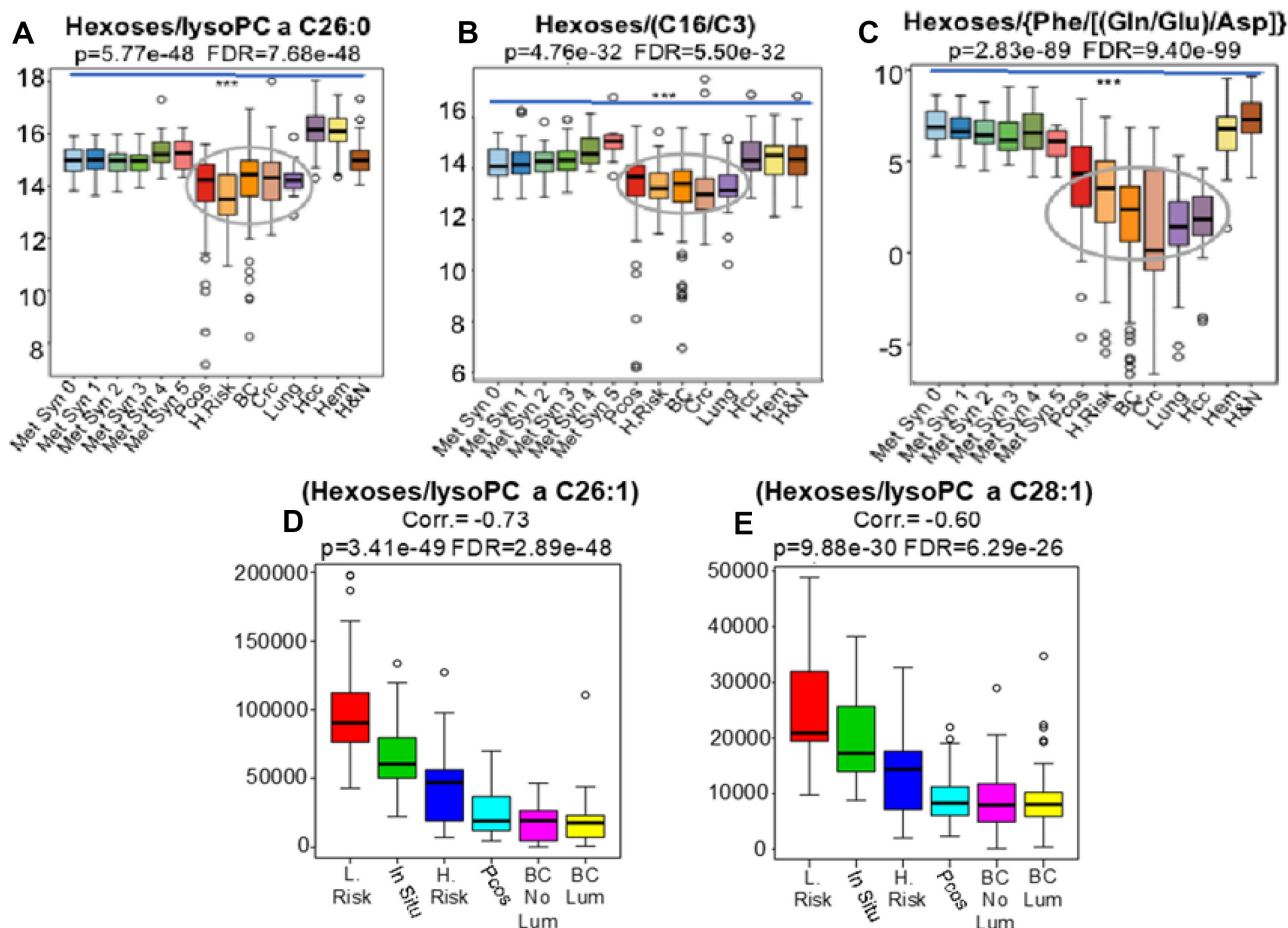 A
Hexoses/lysoPC a C26:0
p=5.77e-48 FDR=7.68e-48
***
18
16
14
12
10
8
Met Syn 0
Met Syn 1
Met Syn 2
Met Syn 3
Met Syn 4
Met Syn 5
Pcos
H.Risk
BC
Crc
Lung
Hcc
Hem
H&N
B
Hexoses/(C16/C3)
p=4.76e-32 FDR=5.50e-32
***
16
14
12
10
8
6
Met Syn 0
Met Syn 1
Met Syn 2
Met Syn 3
Met Syn 4
Met Syn 5
Pcos
H.Risk
BC
Crc
Lung
Hcc
Hem
H&N
C
Hexoses/{Phe/[(Gln/Glu)/Asp]}
p=2.83e-89 FDR=9.40e-99
***
10
5
0
-5
Met Syn 0
Met Syn 1
Met Syn 2
Met Syn 3
Met Syn 4
Met Syn 5
Pcos
H.Risk
BC
Crc
Lung
Hcc
Hem
H&N
D
(Hexoses/lysoPC a C26:1)
Corr.= -0.73
p=3.41e-49 FDR=2.89e-48
200000
150000
100000
50000
0
L.
Risk
In Situ
H.
Risk
Pcos
BC
No
Lum
BC
Lum
E
(Hexoses/lysoPC a C28:1)
Corr.= -0.60
p=9.88e-30 FDR=6.29e-26
50000
40000
30000
20000
10000
0
L.
Risk
In Situ
H.
Risk
Pcos
BC
No
Lum
BC
Lum